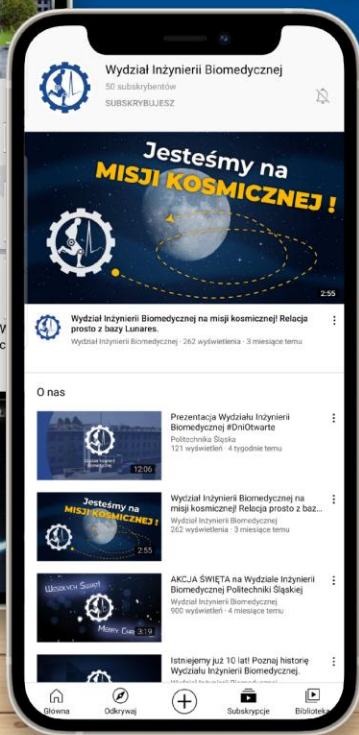 Wydział Inżynierii Biomedycznej
50 subskrybentów
SUBSKRYBUJESZ
Jesteśmy na
MISJI KOSMICZNEJ !
2:55
Wydział Inżynierii Biomedycznej na misji kosmicznej! Relacja
prosto z bazy Lunares.
Wydział Inżynierii Biomedycznej · 262 wyświetlenia · 3 miesiące temu
O nas
Prezentacja Wydziału Inżynierii
Biomedycznej #DniOtwarte
Politechnika Śląska
121 wyświetleń · 4 tygodnie temu
12:06
Wydział Inżynierii Biomedycznej na
misji kosmicznej! Relacja prosto z baz...
Wydział Inżynierii Biomedycznej
262 wyświetlenia · 3 miesiące temu
Jesteśmy na
MISJI KOSMICZNEJ !
2:55
AKCJA ŚWIĘTA na Wydziale Inżynierii
Biomedycznej Politechniki Śląskiej
Wydział Inżynierii Biomedycznej
900 wyświetleń · 4 miesiące temu
Wesołych Świąt
3:19
Istniejemy już 10 lat! Poznaj historię
Wydziału Inżynierii Biomedycznej.
Główna
Odkrywaj
Subskrypcje
Biblioteka